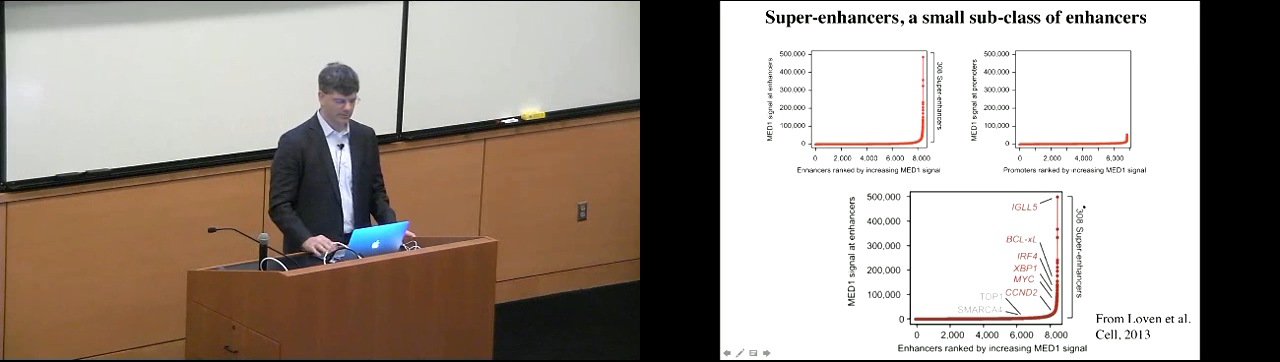 Super-enhancers, a small sub-class of enhancers
MED1 signal at enhancers
500,000
400,000
300,000
200,000
100,000
0
0 2,000 4,000 6,000 8,000
Enhancers ranked by increasing MED1 signal
308 Super-enhancers
MED1 signal at promoters
500,000
400,000
300,000
200,000
100,000
0
0 2,000 4,000 6,000
Promoters ranked by increasing MED1 signal
MED1 signal at enhancers
500,000
400,000
300,000
200,000
100,000
0
IGLL5
BCL-xL
IRF4
XBP1
MYC
CCND2
TOP1
SMARCA4
308 Super-enhancers
0 2,000 4,000 6,000 8,000
Enhancers ranked by increasing MED1 signal
From Loven et al.
Cell, 2013